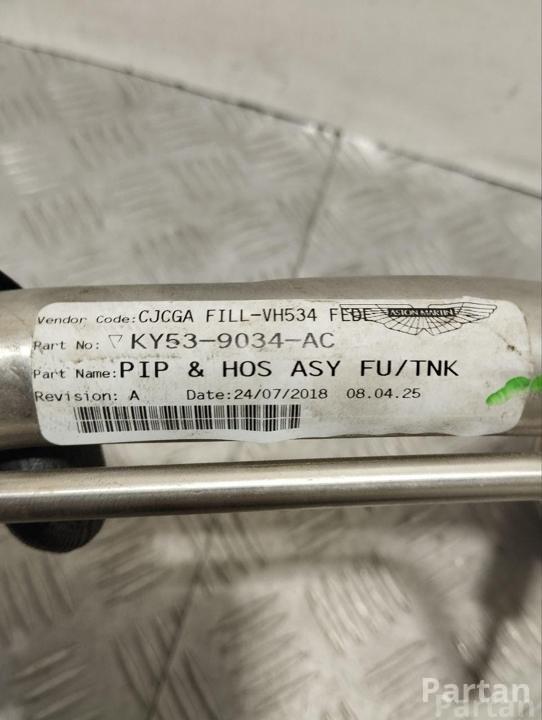 Vendor Code: CJCGA FILL-VH534 FEDE
ASTON MARTIN
Part No: ▽ KY53-9034-AC
Part Name: PIP & HOS ASY FU/TNK
Revision: A Date: 24/07/2018 08.04.25
Partan
Partan